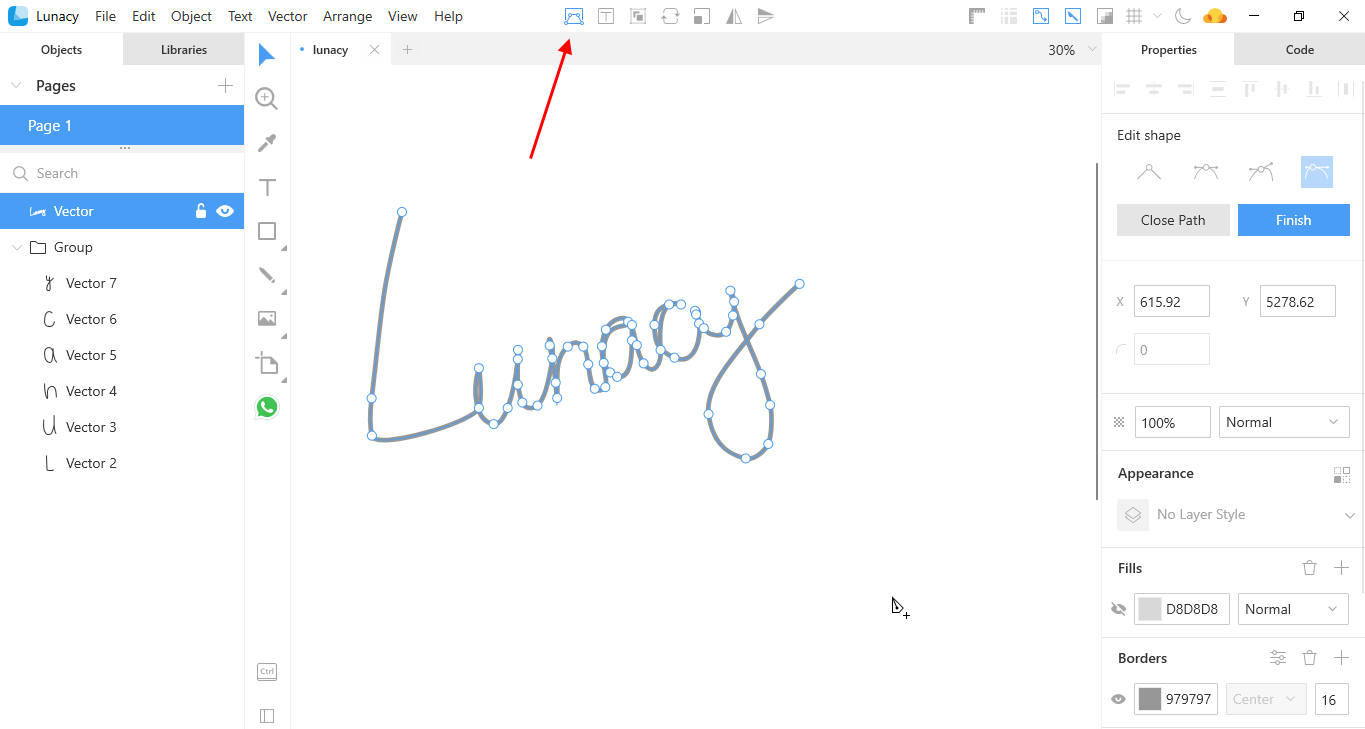 Lunacy File Edit Object Text Vector Arrange View Help
Objects Libraries lunacy 30% Properties Code
Pages
Page 1
Edit shape
Search
Vector
Close Path Finish
Group
Vector 7
X 615.92 Y 5278.62
Vector 6
0
Vector 5
Vector 4
Vector 3
100% Normal
Vector 2
Lunacy
Appearance
No Layer Style
Fills
D8D8D8 Normal
Borders
Ctrl
979797 Center 16